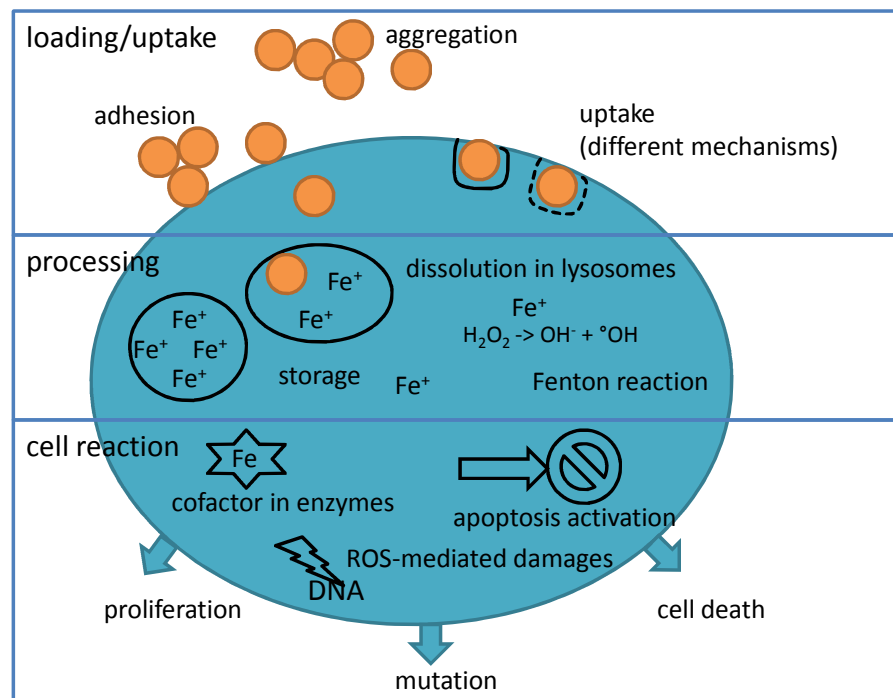 loading/uptake
aggregation
adhesion
uptake
(different mechanisms)
processing
dissolution in lysosomes
Fe⁺
Fe⁺
Fe⁺
H₂O₂ -> OH⁻ + °OH
Fe⁺
Fe⁺ Fe⁺
Fe⁺
storage
Fe⁺
Fenton reaction
cell reaction
Fe
cofactor in enzymes
apoptosis activation
ROS-mediated damages
DNA
proliferation
cell death
mutation